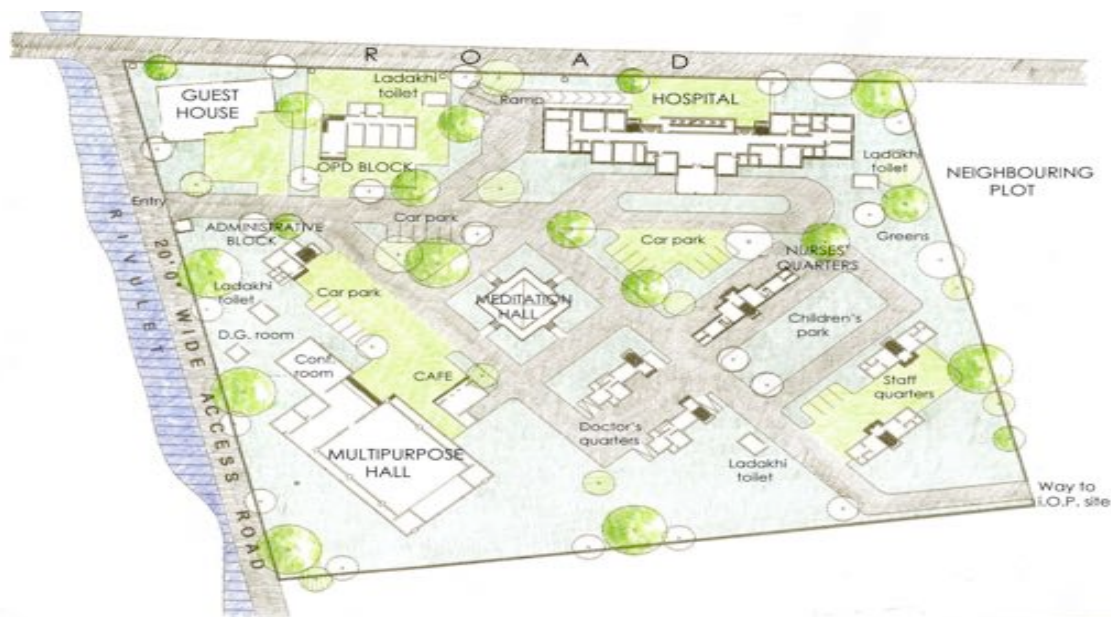 R O A D
Ladakhi
toilet
GUEST
HOUSE
Ramp
HOSPITAL
OPD BLOCK
Ladakhi
toilet
NEIGHBOURING
PLOT
Entry
ADMINISTRATIVE
BLOCK
Car park
Car park
Greens
NURSES'
QUARTERS
RIVULET
20'0" WIDE ACCESS ROAD
Ladakhi
toilet
Car park
MEDITATION
HALL
Children's
park
D.G. room
Conf.
room
CAFE
Staff
quarters
Doctor's
quarters
MULTIPURPOSE
HALL
Ladakhi
toilet
Way to
i.O.P. site